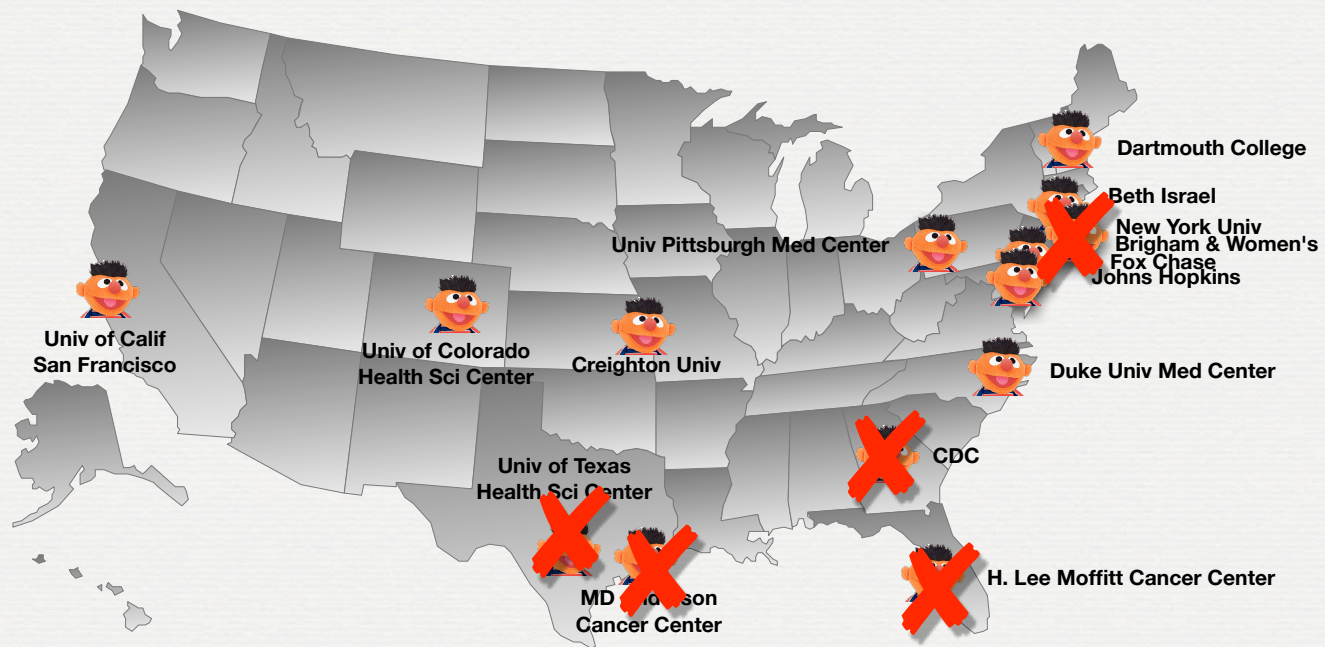 Dartmouth College
Beth Israel
New York Univ
Brigham & Women's
Fox Chase
Johns Hopkins
Univ Pittsburgh Med Center
Univ of Calif
San Francisco
Univ of Colorado
Health Sci Center
Creighton Univ
Duke Univ Med Center
CDC
Univ of Texas
Health Sci Center
H. Lee Moffitt Cancer Center
MD Anderson
Cancer Center